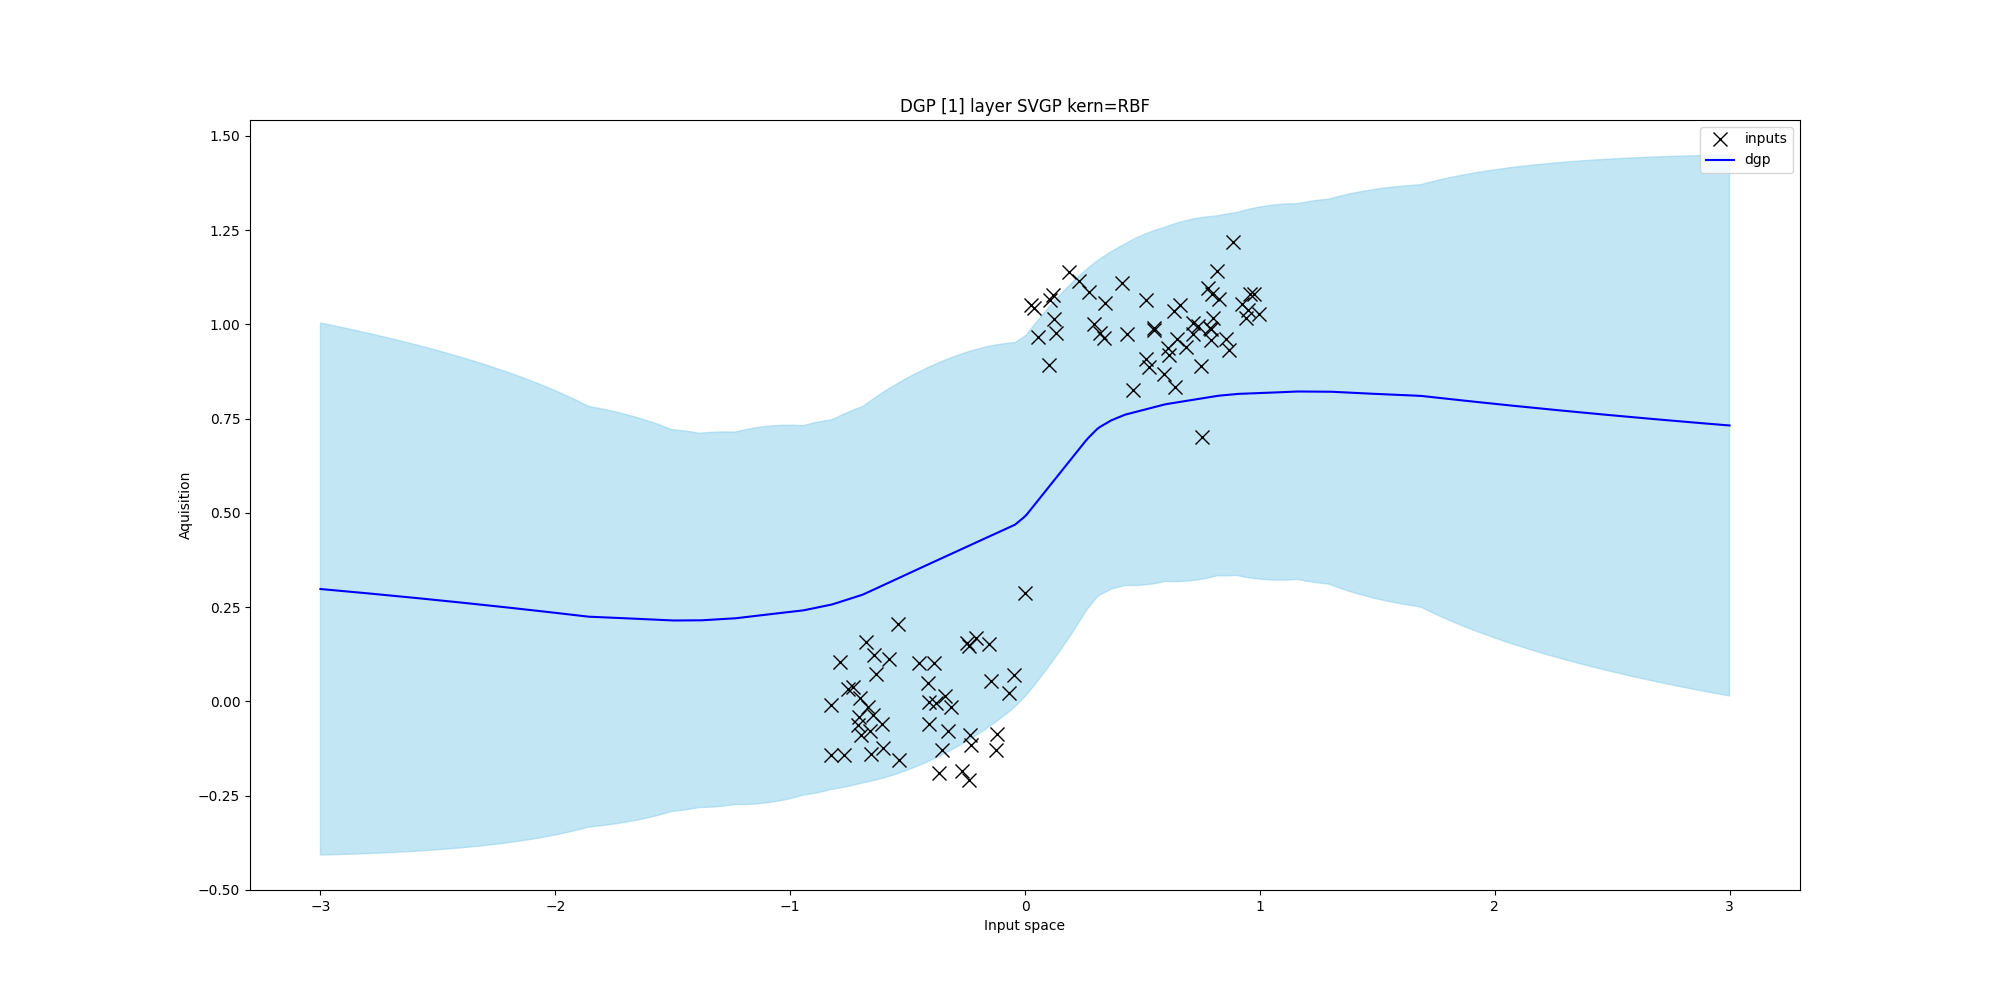 DGP [1] layer SVGP kern=RBF
inputs
dgp
1.50
1.25
1.00
0.75
0.50
0.25
0.00
−0.25
−0.50
Aquisition
−3 −2 −1 0 1 2 3
Input space